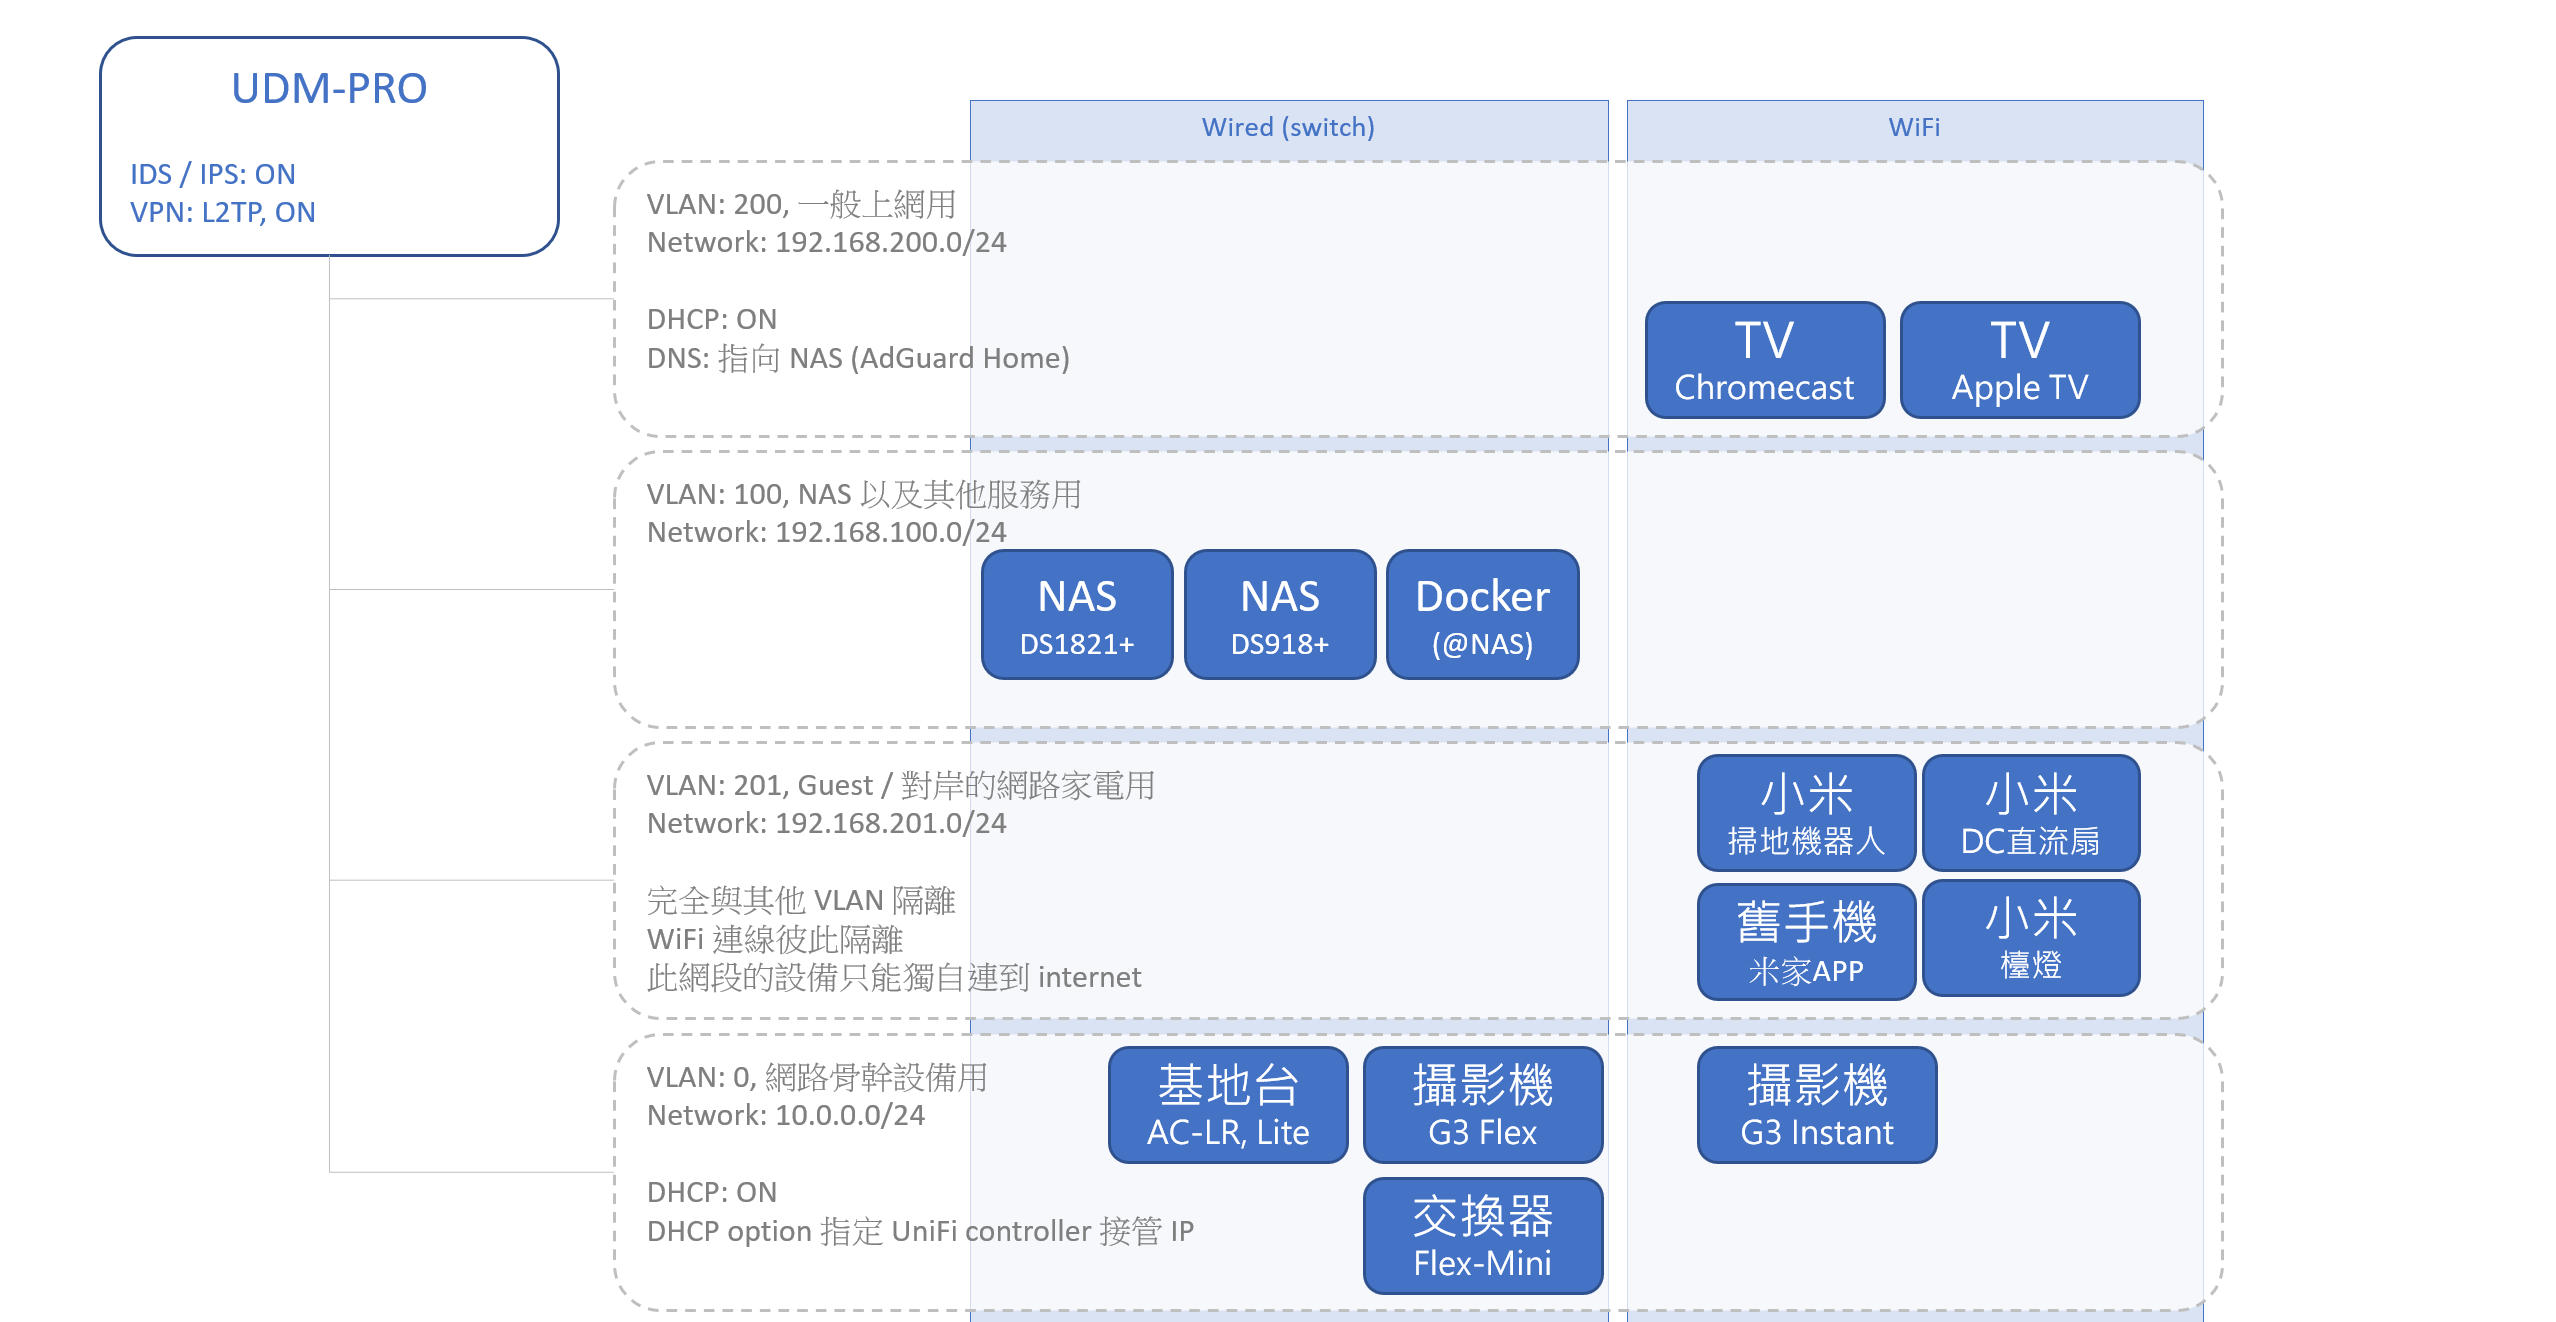 UDM-PRO
IDS / IPS: ON
VPN: L2TP, ON
Wired (switch)
WiFi
VLAN: 200, 一般上網用
Network: 192.168.200.0/24
DHCP: ON
DNS: 指向 NAS (AdGuard Home)
TV
Chromecast
TV
Apple TV
VLAN: 100, NAS 以及其他服務用
Network: 192.168.100.0/24
NAS
DS1821+
NAS
DS918+
Docker
(@NAS)
VLAN: 201, Guest / 對岸的網路家電用
Network: 192.168.201.0/24
完全與其他 VLAN 隔離
WiFi 連線彼此隔離
此網段的設備只能獨自連到 internet
小米
掃地機器人
小米
DC直流扇
舊手機
米家APP
小米
檯燈
VLAN: 0, 網路骨幹設備用
Network: 10.0.0.0/24
DHCP: ON
DHCP option 指定 UniFi controller 接管 IP
基地台
AC-LR, Lite
攝影機
G3 Flex
交換器
Flex-Mini
攝影機
G3 Instant